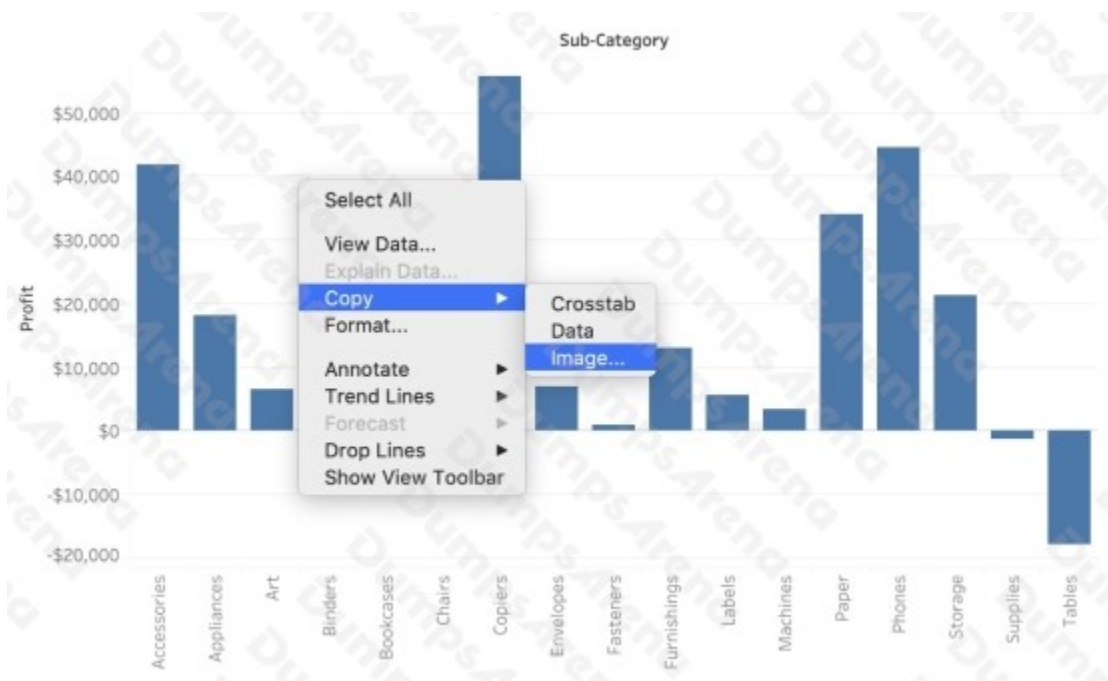 Sub-Category
$50,000
$40,000
$30,000
$20,000
$10,000
$0
-$10,000
-$20,000
Profit
Select All
View Data...
Explain Data...
Copy
Format...
Annotate
Trend Lines
Forecast
Drop Lines
Show View Toolbar
Crosstab
Data
Image...
Accessories
Appliances
Art
Binders
Bookcases
Chairs
Copiers
Envelopes
Fasteners
Furnishings
Labels
Machines
Paper
Phones
Storage
Supplies
Tables
DumpsArena